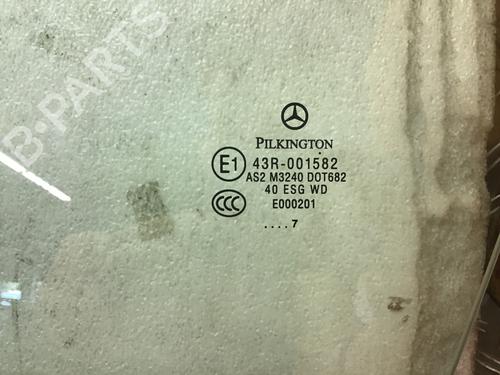 B-PARTS
PILKINGTON
E1 43R-001582
AS2 M3240 DOT682
40 ESG WD
CCC E000201
....7